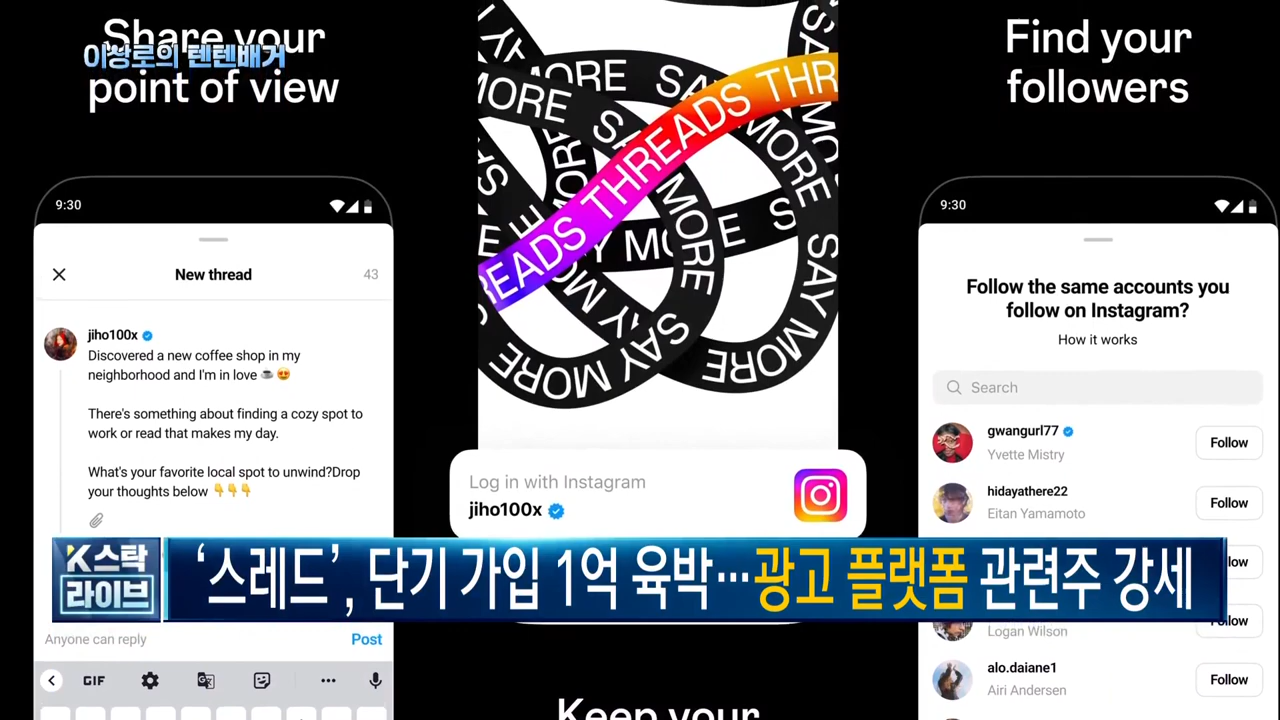 Share your
point of view
이상로의 텐텐배거
9:30
New thread
43
jiho100x
Discovered a new coffee shop in my
neighborhood and I'm in love ☕ 😍
There's something about finding a cozy spot to
work or read that makes my day.
What's your favorite local spot to unwind?Drop
your thoughts below 👇👇👇
Anyone can reply
Post
GIF
THREADS
SAY MORE
Log in with Instagram
jiho100x
Keep your
Find your
followers
9:30
Follow the same accounts you
follow on Instagram?
How it works
Search
gwangurl77
Yvette Mistry
Follow
hidayathere22
Eitan Yamamoto
Follow
Logan Wilson
alo.daiane1
Airi Andersen
Follow
K스탁
라이브
‘스레드’, 단기 가입 1억 육박…광고 플랫폼 관련주 강세